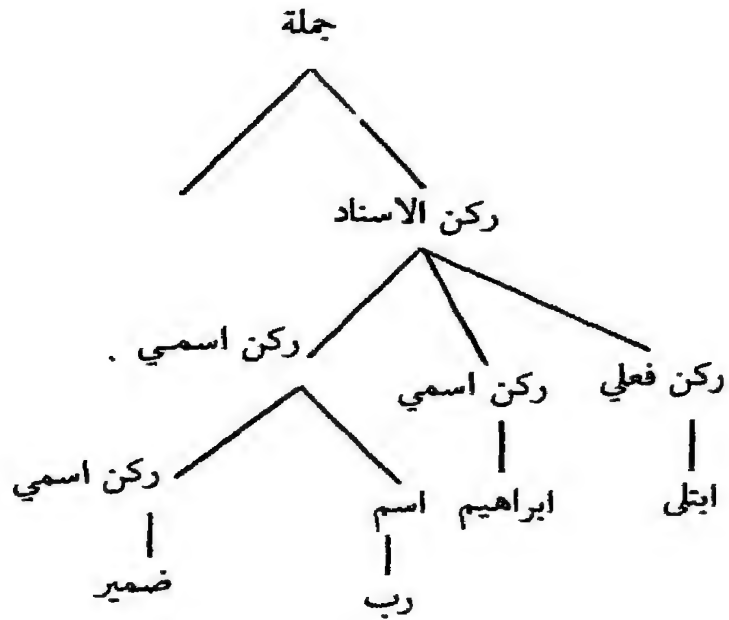 جملة
ركن الاسناد
ركن اسمي .
ركن فعلي
ركن اسمي
ركن اسمي
ابتلى
ابراهيم
اسم
ضمير
رب